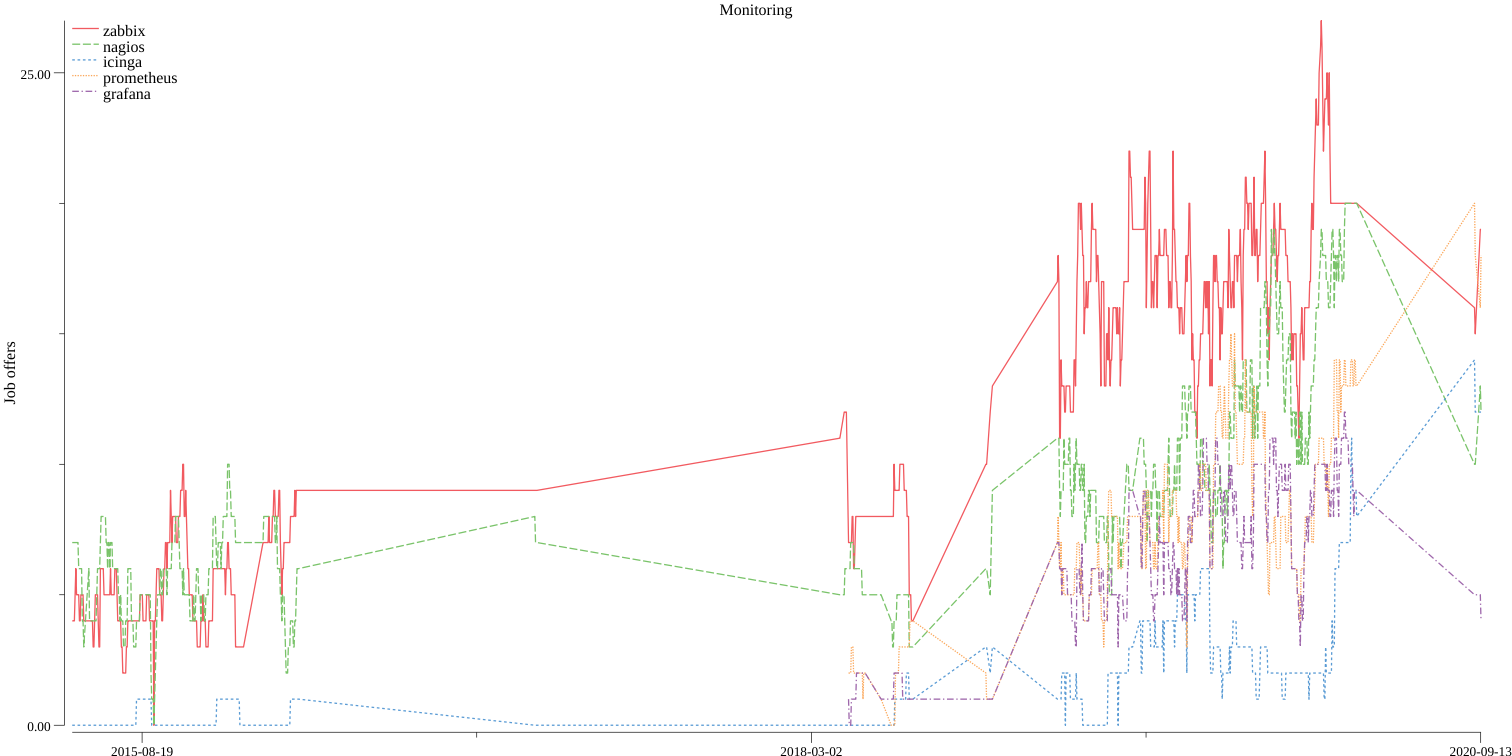 Monitoring
zabbix
nagios
icinga
prometheus
grafana
25.00
Job offers
0.00
2015-08-19
2018-03-02
2020-09-13